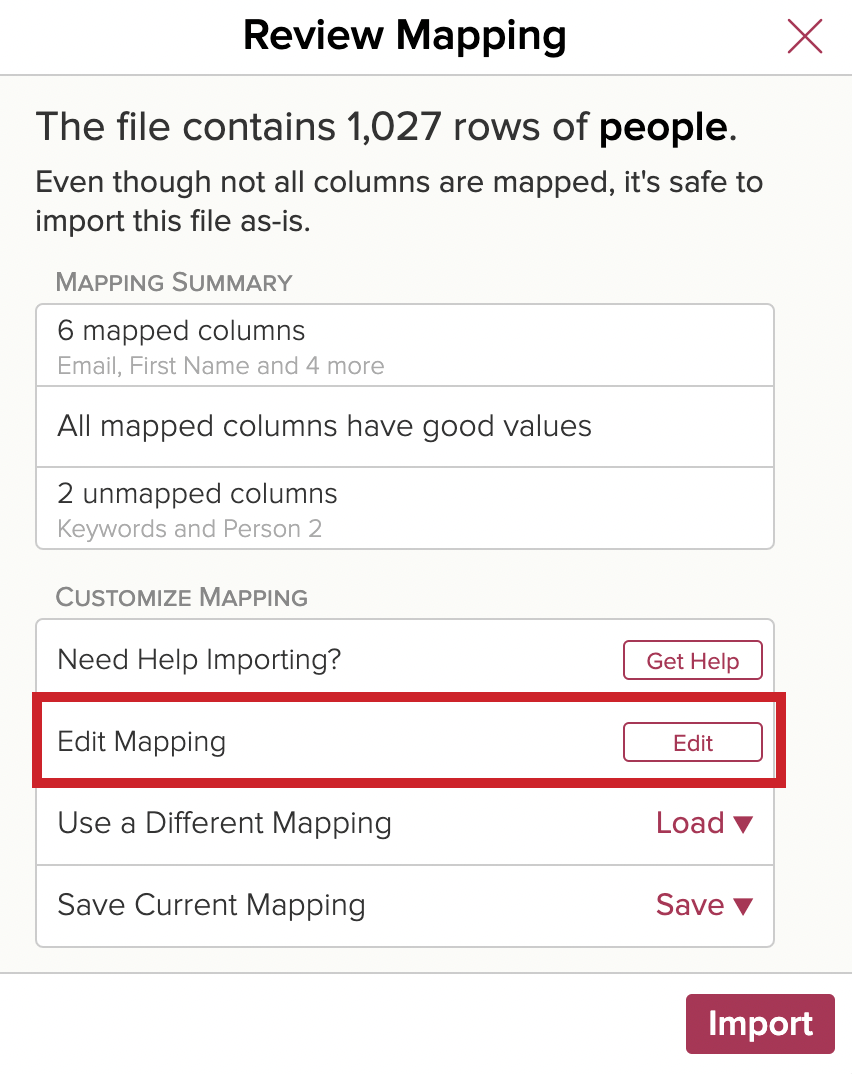 Review Mapping
The file contains 1,027 rows of people.
Even though not all columns are mapped, it's safe to
import this file as-is.
MAPPING SUMMARY
6 mapped columns
Email, First Name and 4 more
All mapped columns have good values
2 unmapped columns
Keywords and Person 2
CUSTOMIZE MAPPING
Need Help Importing? Get Help
Edit Mapping Edit
Use a Different Mapping Load ▼
Save Current Mapping Save ▼
Import